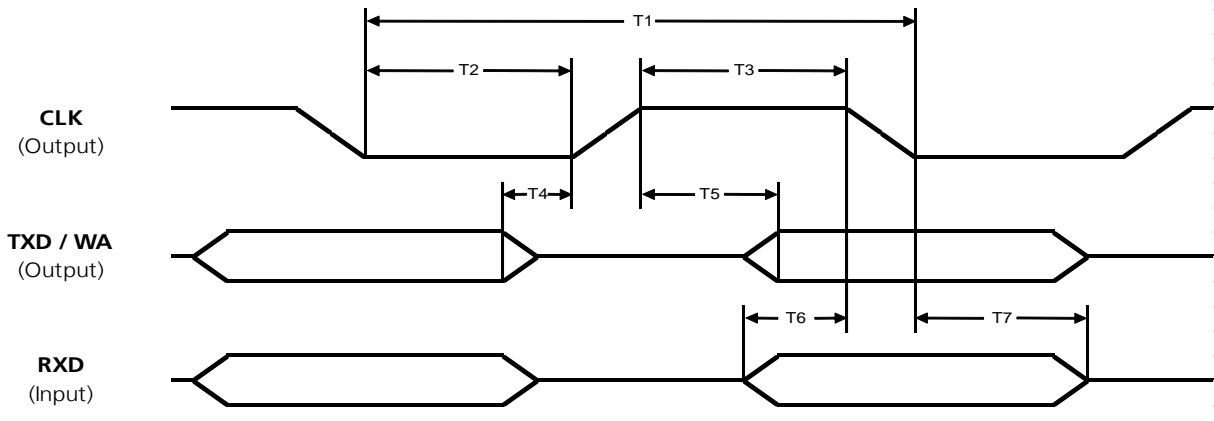 T1
T2
T3
CLK
(Output)
T4
T5
TXD / WA
(Output)
T6
T7
RXD
(Input)